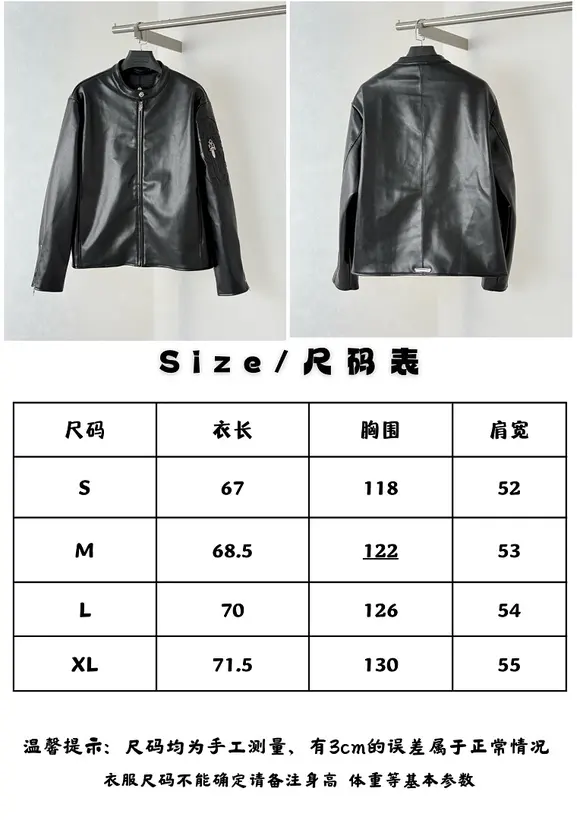 Size/尺码表
尺码 衣长 胸围 肩宽
S 67 118 52
M 68.5 122 53
L 70 126 54
XL 71.5 130 55
温馨提示：尺码均为手工测量、有3cm的误差属于正常情况
衣服尺码不能确定请备注身高 体重等基本参数